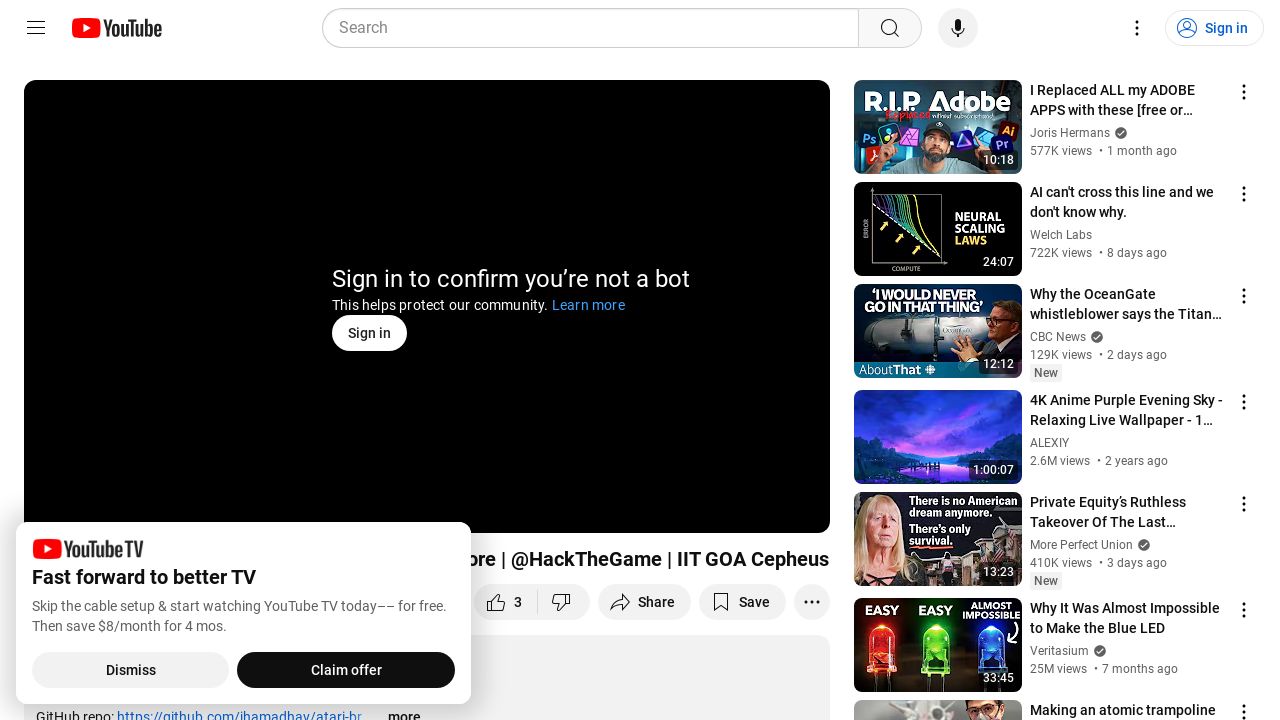 YouTube
Search
Sign in
Sign in to confirm you’re not a bot
This helps protect our community. Learn more
Sign in
ore | @HackTheGame | IIT GOA Cepheus
3
Share
Save
GitHub repo: https://github.com/jhamadhav/atari-br...
...more
YouTube TV
Fast forward to better TV
Skip the cable setup & start watching YouTube TV today–– for free.
Then save $8/month for 4 mos.
Dismiss
Claim offer
R.I.P. Adobe
Replaced without subscriptions!
Ps
Ai
Pr
10:18
I Replaced ALL my ADBOE
APPS with these [free or…
Joris Hermans
577K views • 1 month ago
ERROR
COMPUTE
NEURAL
SCALING
LAWS
24:07
AI can't cross this line and we
don't know why.
Welch Labs
722K views • 8 days ago
‘I WOULD NEVER
GO IN THAT THING’
OceanGate
About That
12:12
Why the OceanGate
whistleblower says the Titan…
CBC News
129K views • 2 days ago
New
1:00:07
4K Anime Purple Evening Sky -
Relaxing Live Wallpaper - 1…
ALEXIY
2.6M views • 2 years ago
There is no American
dream anymore.
There’s only
survival.
13:23
Private Equity’s Ruthless
Takeover Of The Last…
More Perfect Union
410K views • 3 days ago
New
EASY
EASY
ALMOST
IMPOSSIBLE
33:45
Why It Was Almost Impossible
to Make the Blue LED
Veritasium
25M views • 7 months ago
Making an atomic trampoline